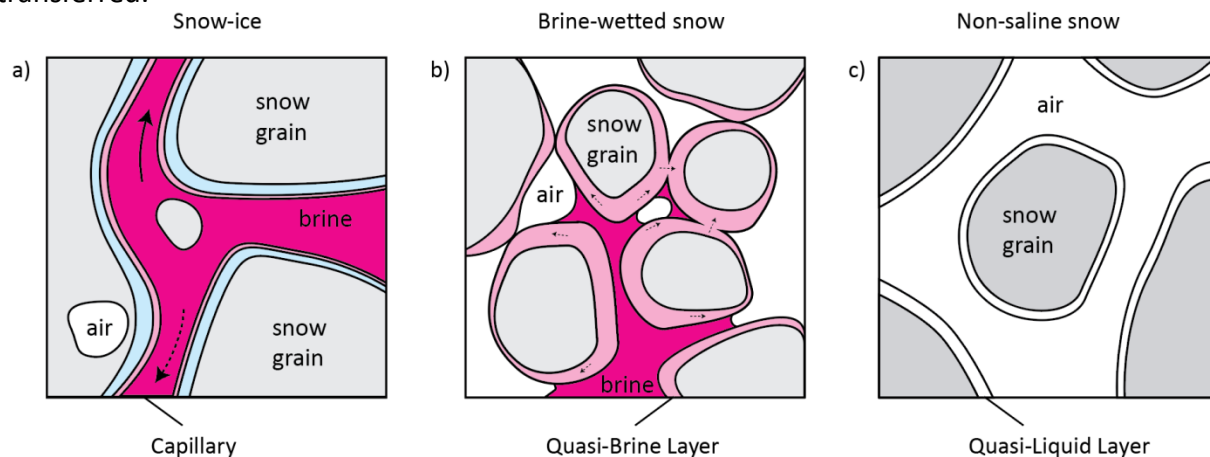 transferred.
Snow-ice
Brine-wetted snow
Non-saline snow
a)
b)
c)
snow
grain
brine
air
snow
grain
snow
grain
air
brine
air
snow
grain
Capillary
Quasi-Brine Layer
Quasi-Liquid Layer